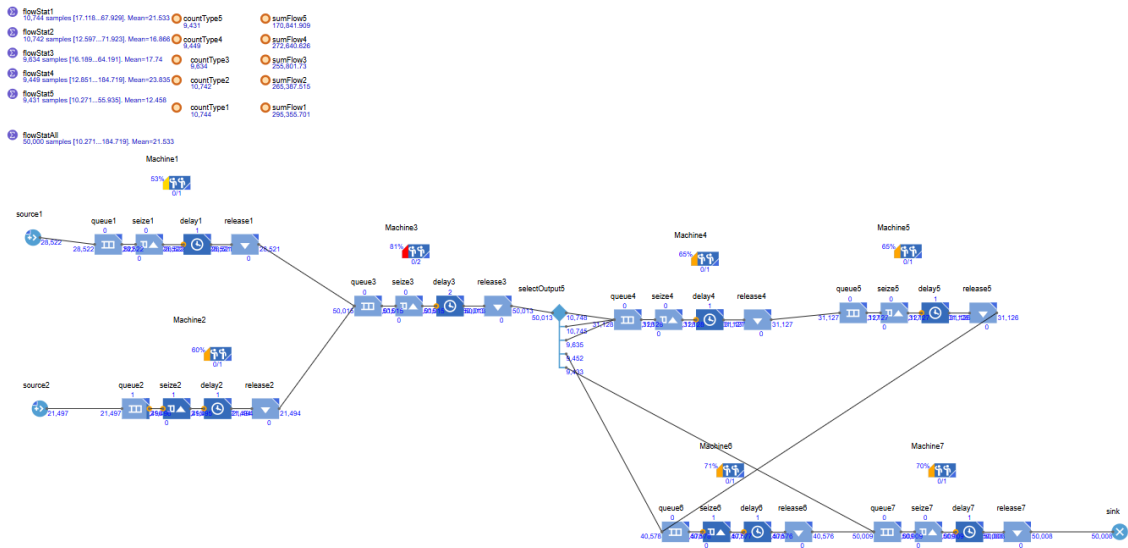 flowStat1
10,744 samples [17.118...67.929]. Mean=21.533
flowStat2
10,742 samples [12.597...71.923]. Mean=16.866
flowStat3
9,634 samples [16.189...64.191]. Mean=17.74
flowStat4
9,449 samples [12.851...184.719]. Mean=23.835
flowStat5
9,431 samples [10.271...55.935]. Mean=12.456
flowStatAll
50,000 samples [10.271...184.719]. Mean=21.533
countType5
9,431
countType4
9,449
countType3
9,634
countType2
10,742
countType1
10,744
sumFlow5
170,841.909
sumFlow4
272,640.626
sumFlow3
255,801.73
sumFlow2
265,387.515
sumFlow1
295,355.701
Machine1
53%
0/1
source1
28,522
queue1
0
28,522
seize1
0
0
delay1
1
release1
28,521
0
Machine2
60%
0/1
source2
21,497
queue2
1
21,497
seize2
1
0
delay2
1
release2
21,494
0
Machine3
81%
0/2
queue3
0
50,015
seize3
0
0
delay3
2
release3
50,013
0
selectOutput5
50,013
10,748
10,745
9,635
9,452
9,433
Machine4
65%
0/1
queue4
0
31,128
seize4
0
0
delay4
1
release4
31,127
0
Machine5
65%
0/1
queue5
0
31,127
seize5
0
0
delay5
1
release5
31,126
0
Machine6
71%
0/1
queue6
0
40,576
seize6
1
0
delay6
1
release6
40,576
0
Machine7
70%
0/1
queue7
0
50,009
seize7
0
0
delay7
1
release7
50,008
0
sink
50,008